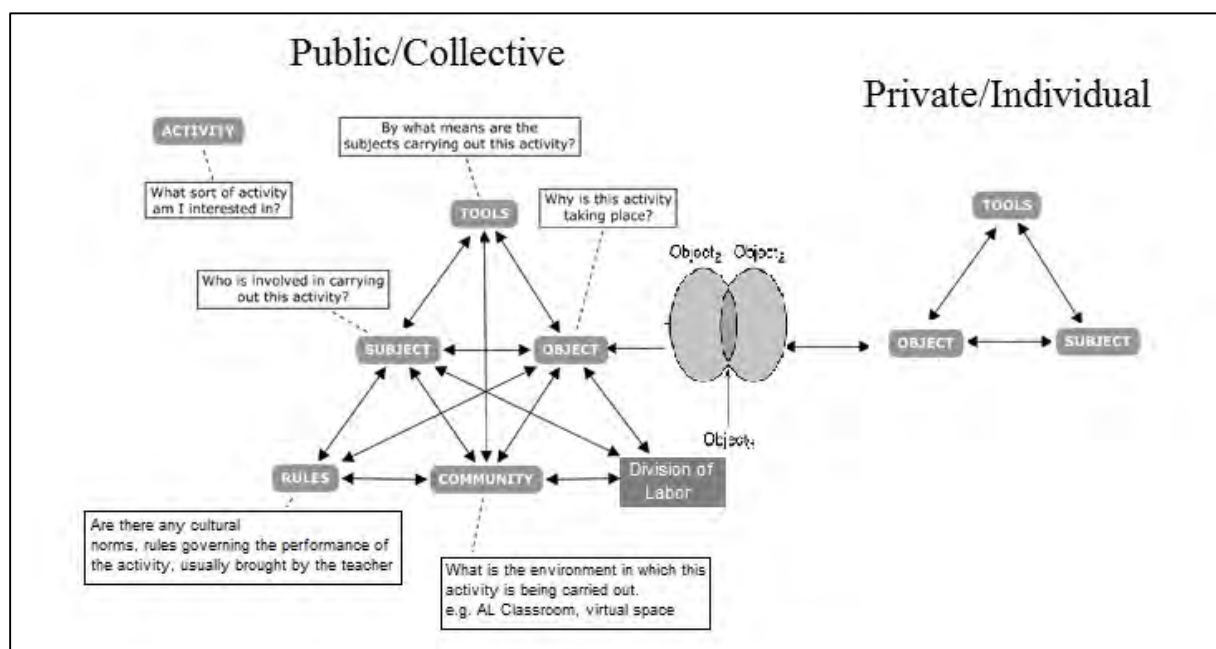 Public/Collective
Private/Individual
ACTIVITY
By what means are the
subjects carrying out this activity?
What sort of activity
am I interested in?
TOOLS
Why is this activity
taking place?
TOOLS
Object2 Object2
Who is involved in carrying
out this activity?
SUBJECT
OBJECT
OBJECT
SUBJECT
RULES
COMMUNITY
Division of
Labor
Are there any cultural
norms, rules governing the performance of
the activity, usually brought by the teacher
What is the environment in which this
activity is being carried out.
e.g. AL Classroom, virtual space